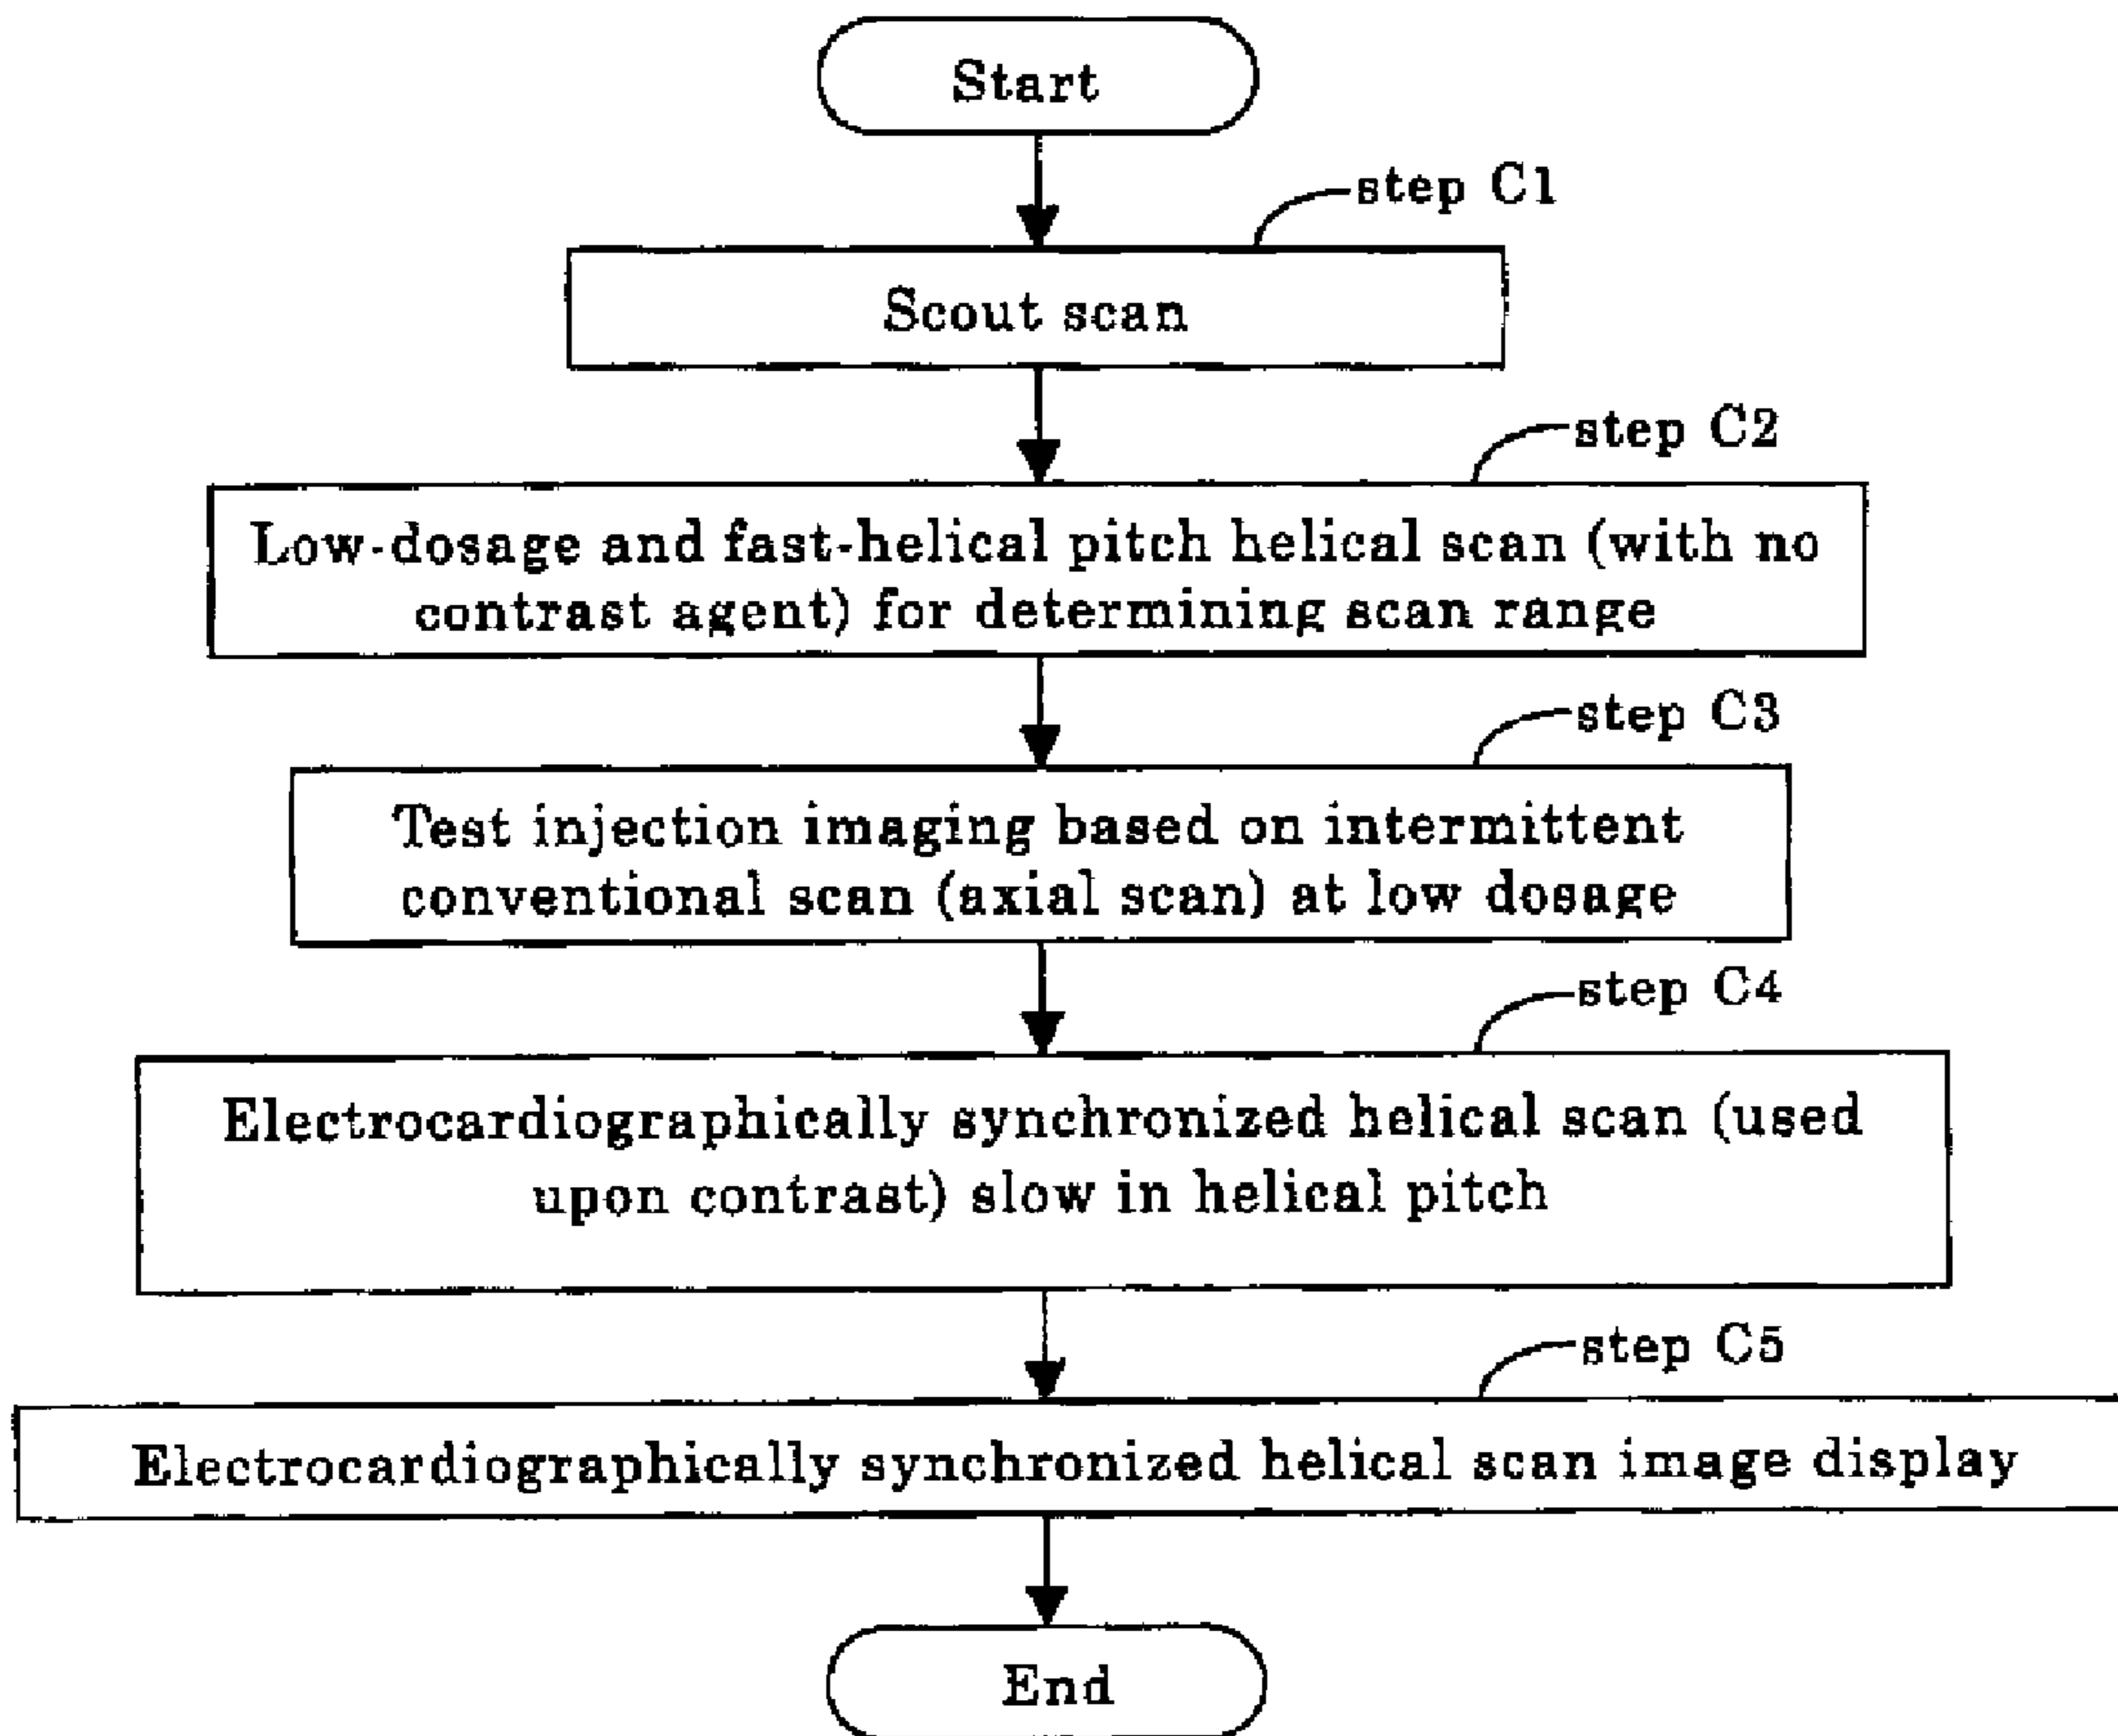 Start
step C1
Scout scan
step C2
Low-dosage and fast-helical pitch helical scan (with no
contrast agent) for determining scan range
step C3
Test injection imaging based on intermittent
conventional scan (axial scan) at low dosage
step C4
Electrocardiographically synchronized helical scan (used
upon contrast) slow in helical pitch
step C5
Electrocardiographically synchronized helical scan image display
End